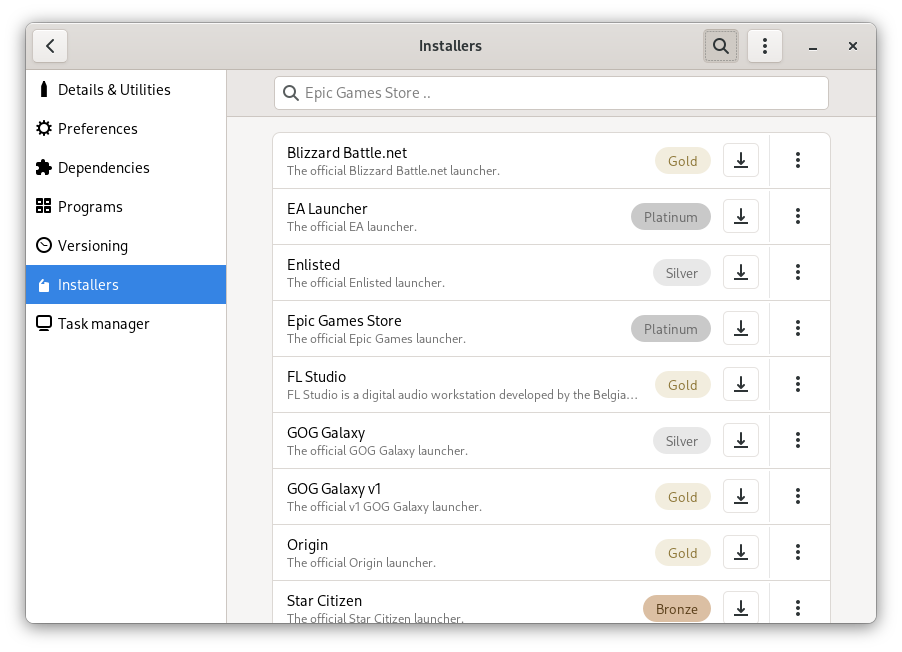 Installers
Details & Utilities
Preferences
Dependencies
Programs
Versioning
Installers
Task manager
Epic Games Store ..
Blizzard Battle.net
The official Blizzard Battle.net launcher.
Gold
EA Launcher
The official EA launcher.
Platinum
Enlisted
The official Enlisted launcher.
Silver
Epic Games Store
The official Epic Games launcher.
Platinum
FL Studio
FL Studio is a digital audio workstation developed by the Belgia...
Gold
GOG Galaxy
The official GOG Galaxy launcher.
Silver
GOG Galaxy v1
The official v1 GOG Galaxy launcher.
Gold
Origin
The official Origin launcher.
Gold
Star Citizen
The official Star Citizen launcher.
Bronze